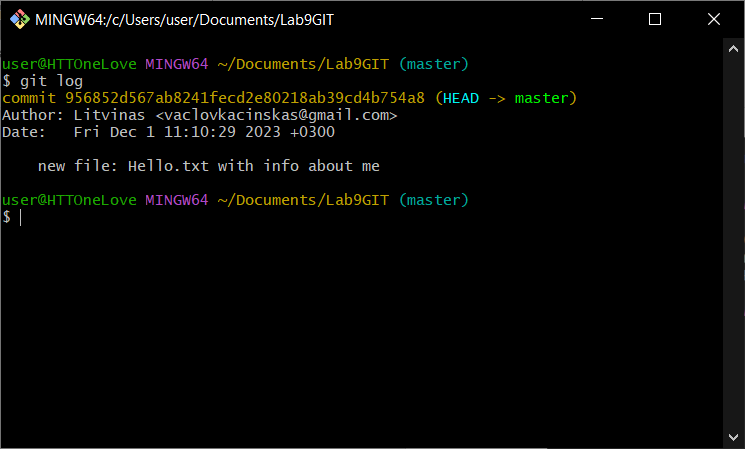 MINGW64:/c/Users/user/Documents/Lab9GIT
user@HTTOneLove MINGW64 ~/Documents/Lab9GIT (master)
$ git log
commit 956852d567ab8241fecd2e80218ab39cd4b754a8 (HEAD -> master)
Author: Litvinas <vaclovkacinskas@gmail.com>
Date:   Fri Dec 1 11:10:29 2023 +0300
    new file: Hello.txt with info about me
user@HTTOneLove MINGW64 ~/Documents/Lab9GIT (master)
$